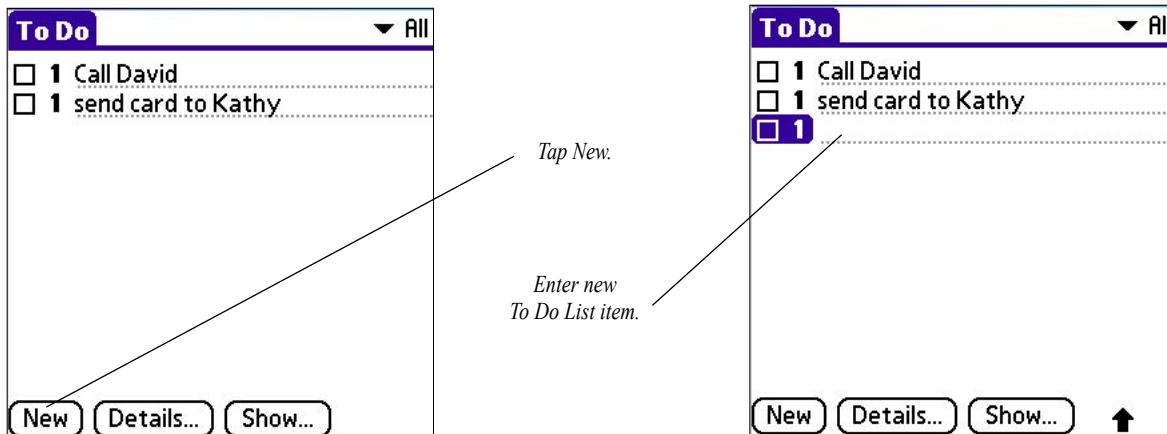 To Do
All
1 Call David
1 send card to Kathy
New Details... Show...
Tap New.
Enter new
To Do List item.
To Do
Al
1 Call David
1 send card to Kathy
1
New Details... Show...